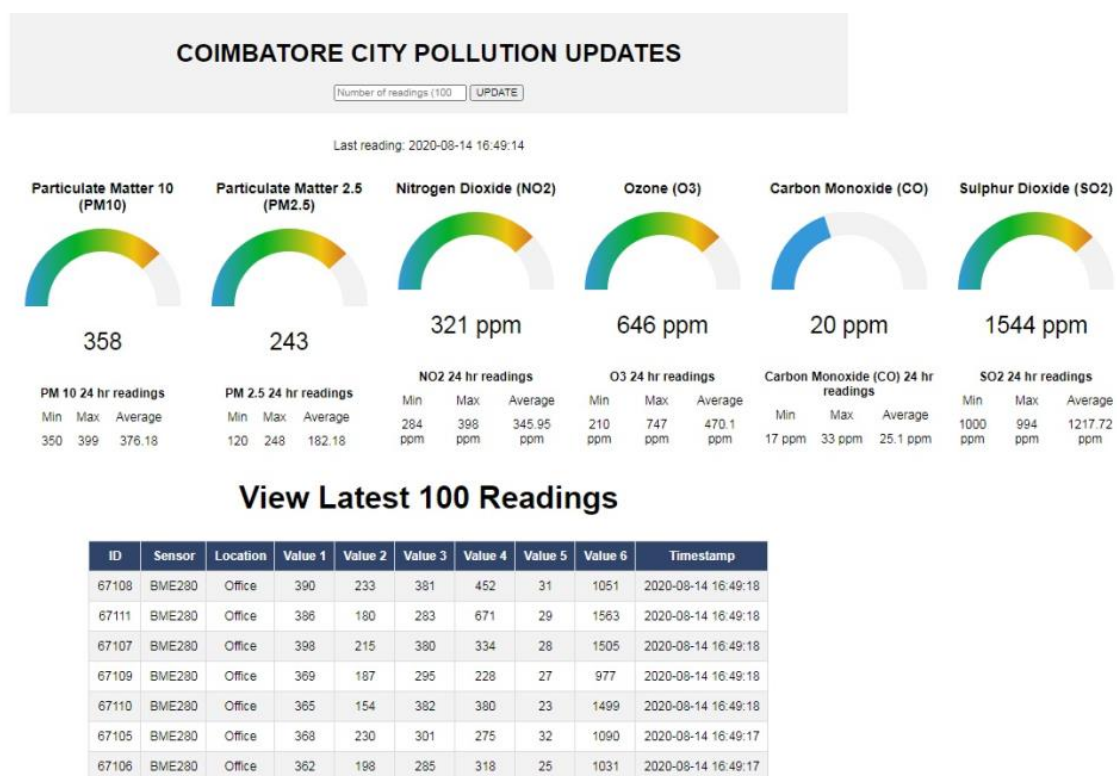 COIMBATORE CITY POLLUTION UPDATES
Number of readings (100 UPDATE
Last reading: 2020-08-14 16:49:14
Particulate Matter 10
(PM10)
358
PM 10 24 hr readings
Min Max Average
350 399 376.18
Particulate Matter 2.5
(PM2.5)
243
PM 2.5 24 hr readings
Min Max Average
120 248 182.18
Nitrogen Dioxide (NO2)
321 ppm
NO2 24 hr readings
Min Max Average
284 398 345.95
ppm ppm ppm
Ozone (O3)
646 ppm
O3 24 hr readings
Min Max Average
210 747 470.1
ppm ppm ppm
Carbon Monoxide (CO)
20 ppm
Carbon Monoxide (CO) 24 hr
readings
Min Max Average
17 ppm 33 ppm 25.1 ppm
Sulphur Dioxide (SO2)
1544 ppm
SO2 24 hr readings
Min Max Average
1000 994 1217.72
ppm ppm ppm
View Latest 100 Readings
ID Sensor Location Value 1 Value 2 Value 3 Value 4 Value 5 Value 6 Timestamp
67108 BME280 Office 390 233 381 452 31 1051 2020-08-14 16:49:18
67111 BME280 Office 386 180 283 671 29 1563 2020-08-14 16:49:18
67107 BME280 Office 398 215 380 334 28 1505 2020-08-14 16:49:18
67109 BME280 Office 369 187 295 228 27 977 2020-08-14 16:49:18
67110 BME280 Office 365 154 382 380 23 1499 2020-08-14 16:49:18
67105 BME280 Office 368 230 301 275 32 1090 2020-08-14 16:49:17
67106 BME280 Office 362 198 285 318 25 1031 2020-08-14 16:49:17